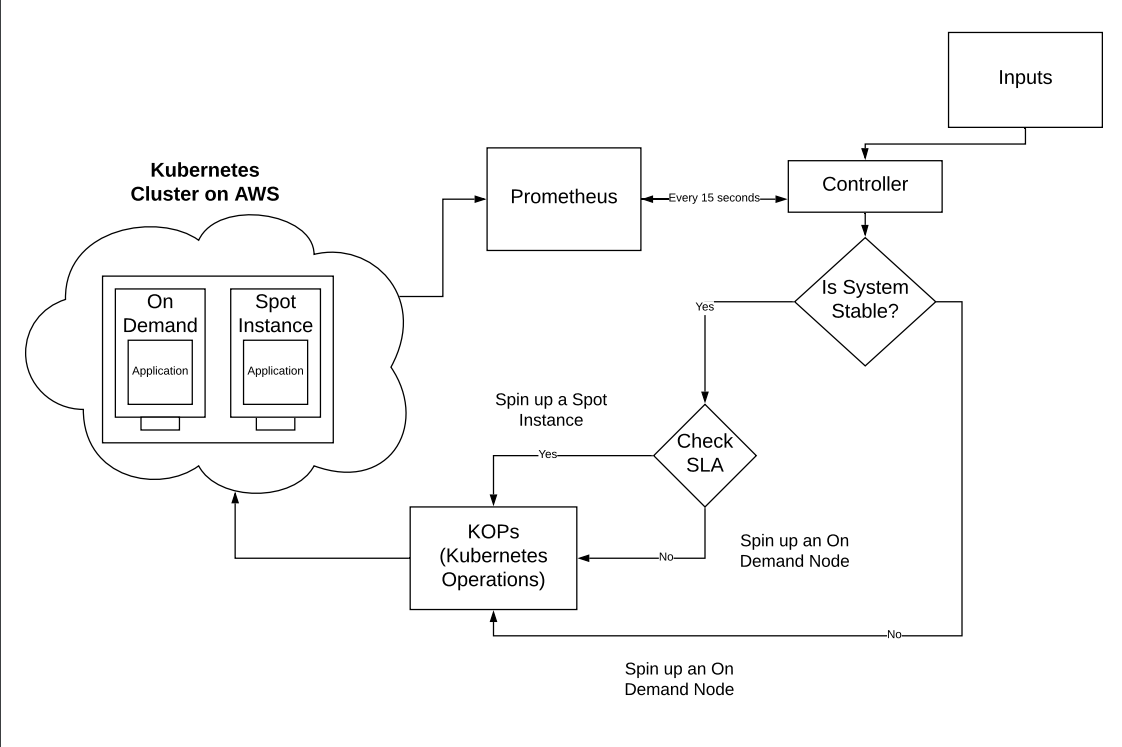 Inputs
Kubernetes
Cluster on AWS
Prometheus
Every 15 seconds
Controller
On
Demand
Application
Spot
Instance
Application
Is System
Stable?
Yes
Spin up a Spot
Instance
Check
SLA
Yes
KOPs
(Kubernetes
Operations)
No
Spin up an On
Demand Node
No
Spin up an On
Demand Node